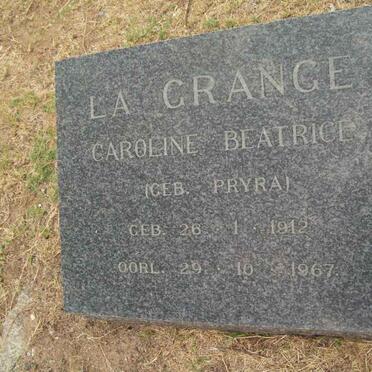 LA GRANGE
CAROLINE BEATRICE
(GEB. PRYRA)
GEB. 26 · 1 · 1912
OORL. 29 · 10 · 1967